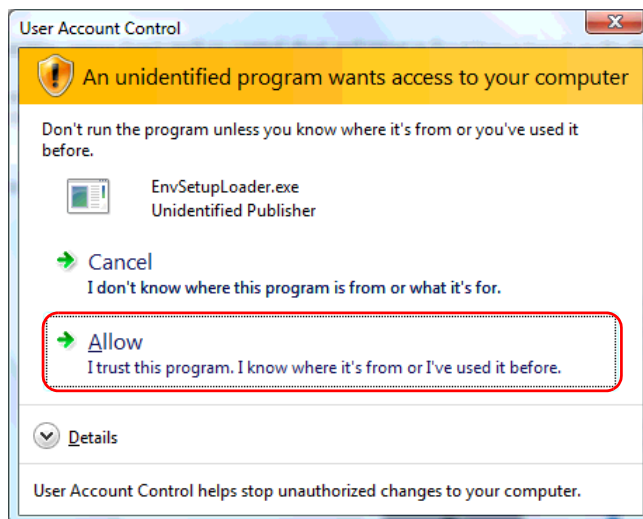 User Account Control
An unidentified program wants access to your computer
Don't run the program unless you know where it's from or you've used it
before.
EnvSetupLoader.exe
Unidentified Publisher
Cancel
I don't know where this program is from or what it's for.
Allow
I trust this program. I know where it's from or I've used it before.
Details
User Account Control helps stop unauthorized changes to your computer.